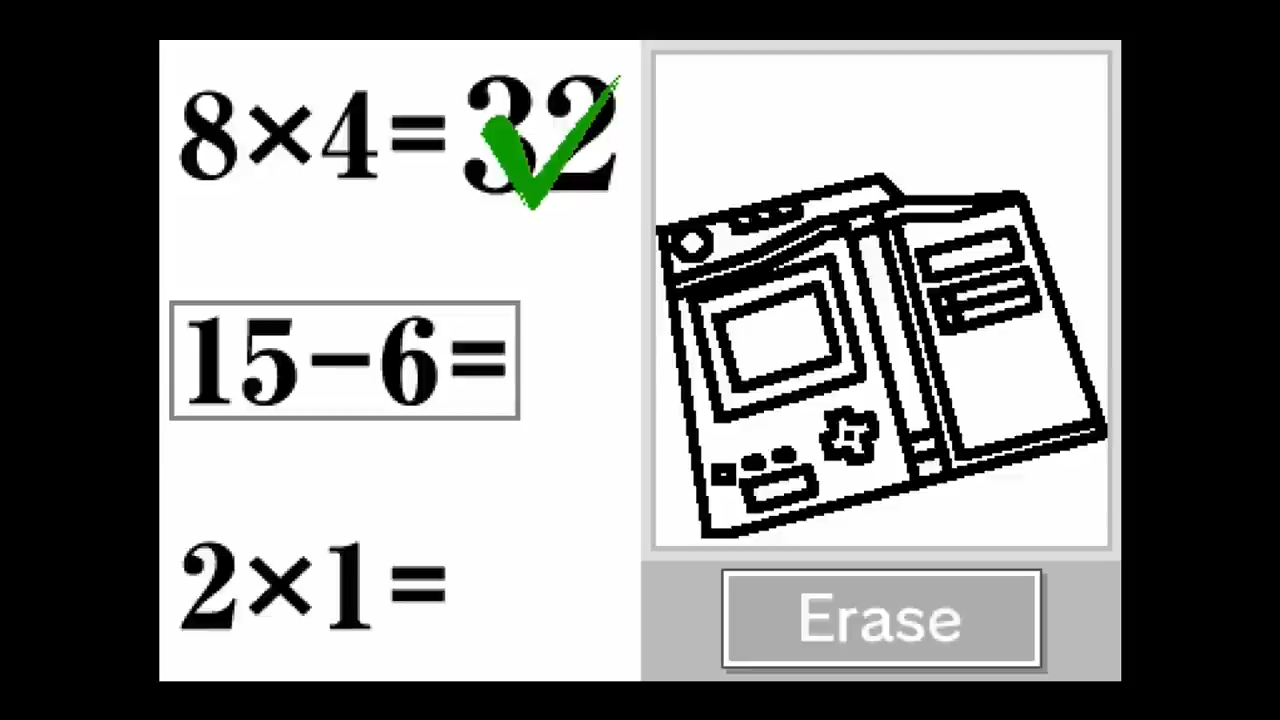 8×4=32
15−6=
2×1=
Erase